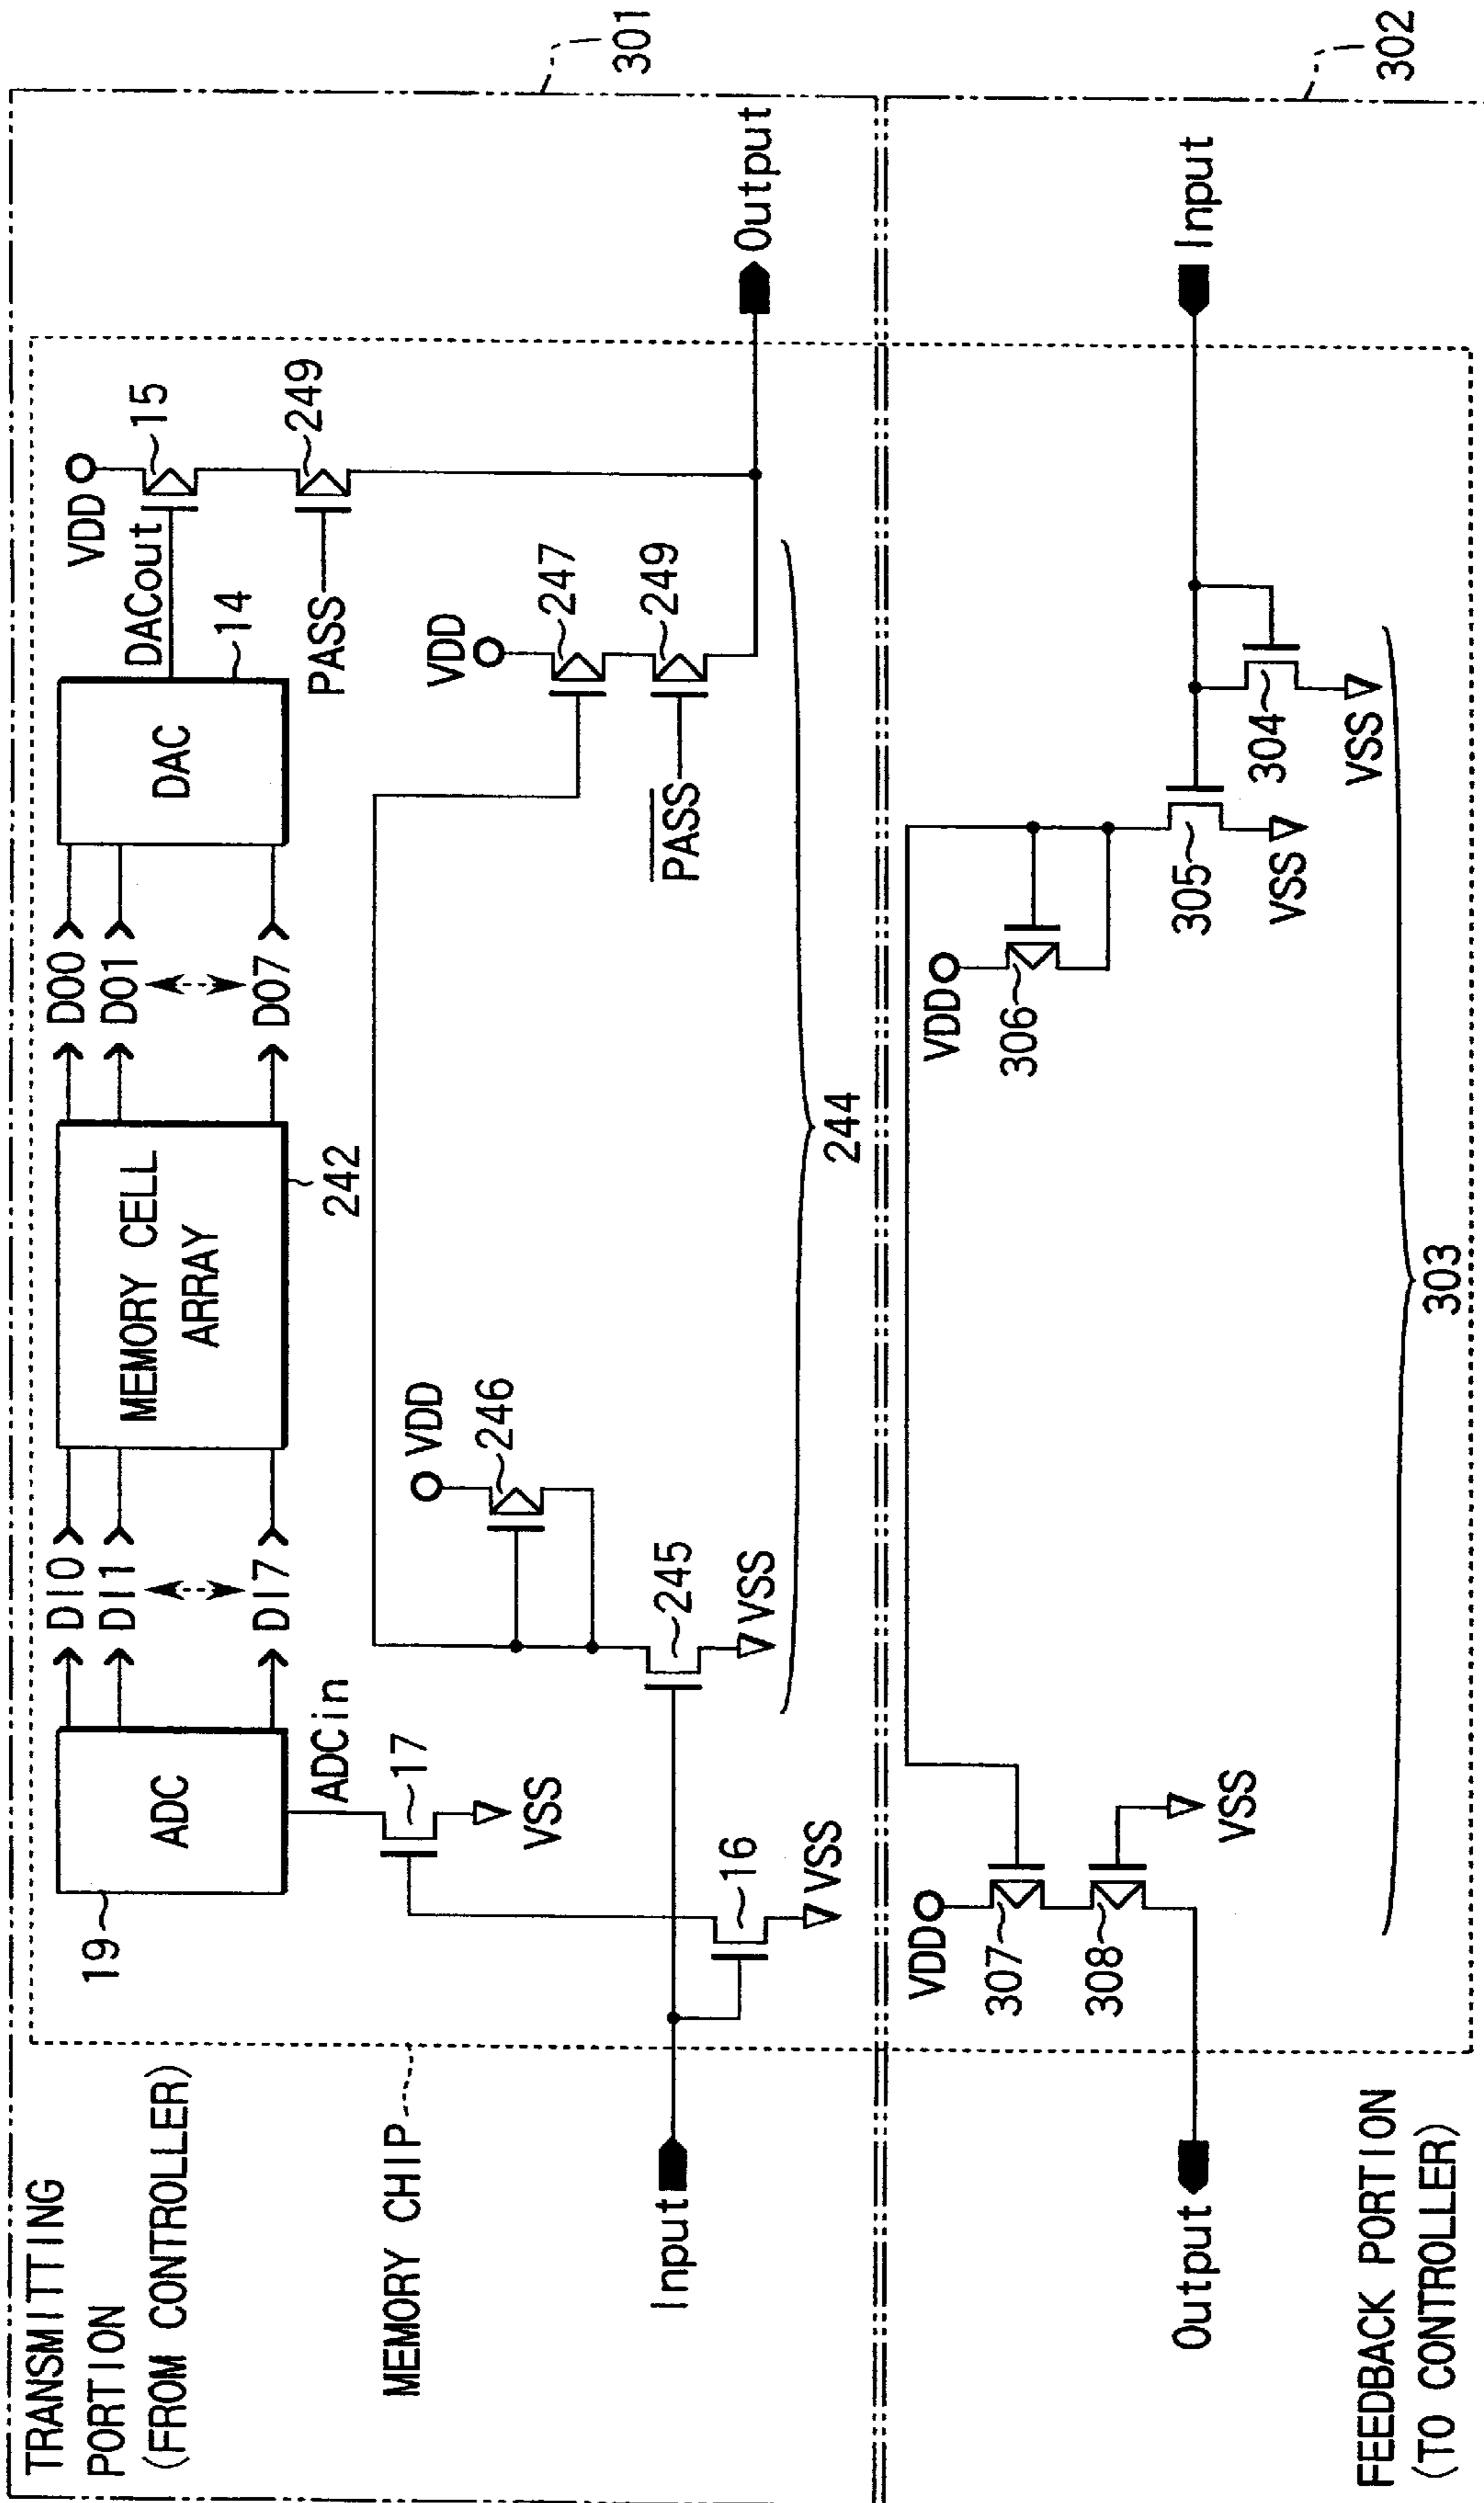 TRANSMITTING
PORTION
(FROM CONTROLLER)
MEMORY CHIP
Input
19
ADC
ADCin
17
VSS
16
VSS
DI0
DI1
DI7
MEMORY CELL
ARRAY
242
DO0
DO1
DO7
DAC
14
DACout
VDD
15
249
PASS
VDD
247
249
PASS
VDD
246
245
VSS
244
Output
301
FEEDBACK PORTION
(TO CONTROLLER)
Output
VDD
307
308
VSS
VDD
306
305
VSS
304
VSS
303
Input
302